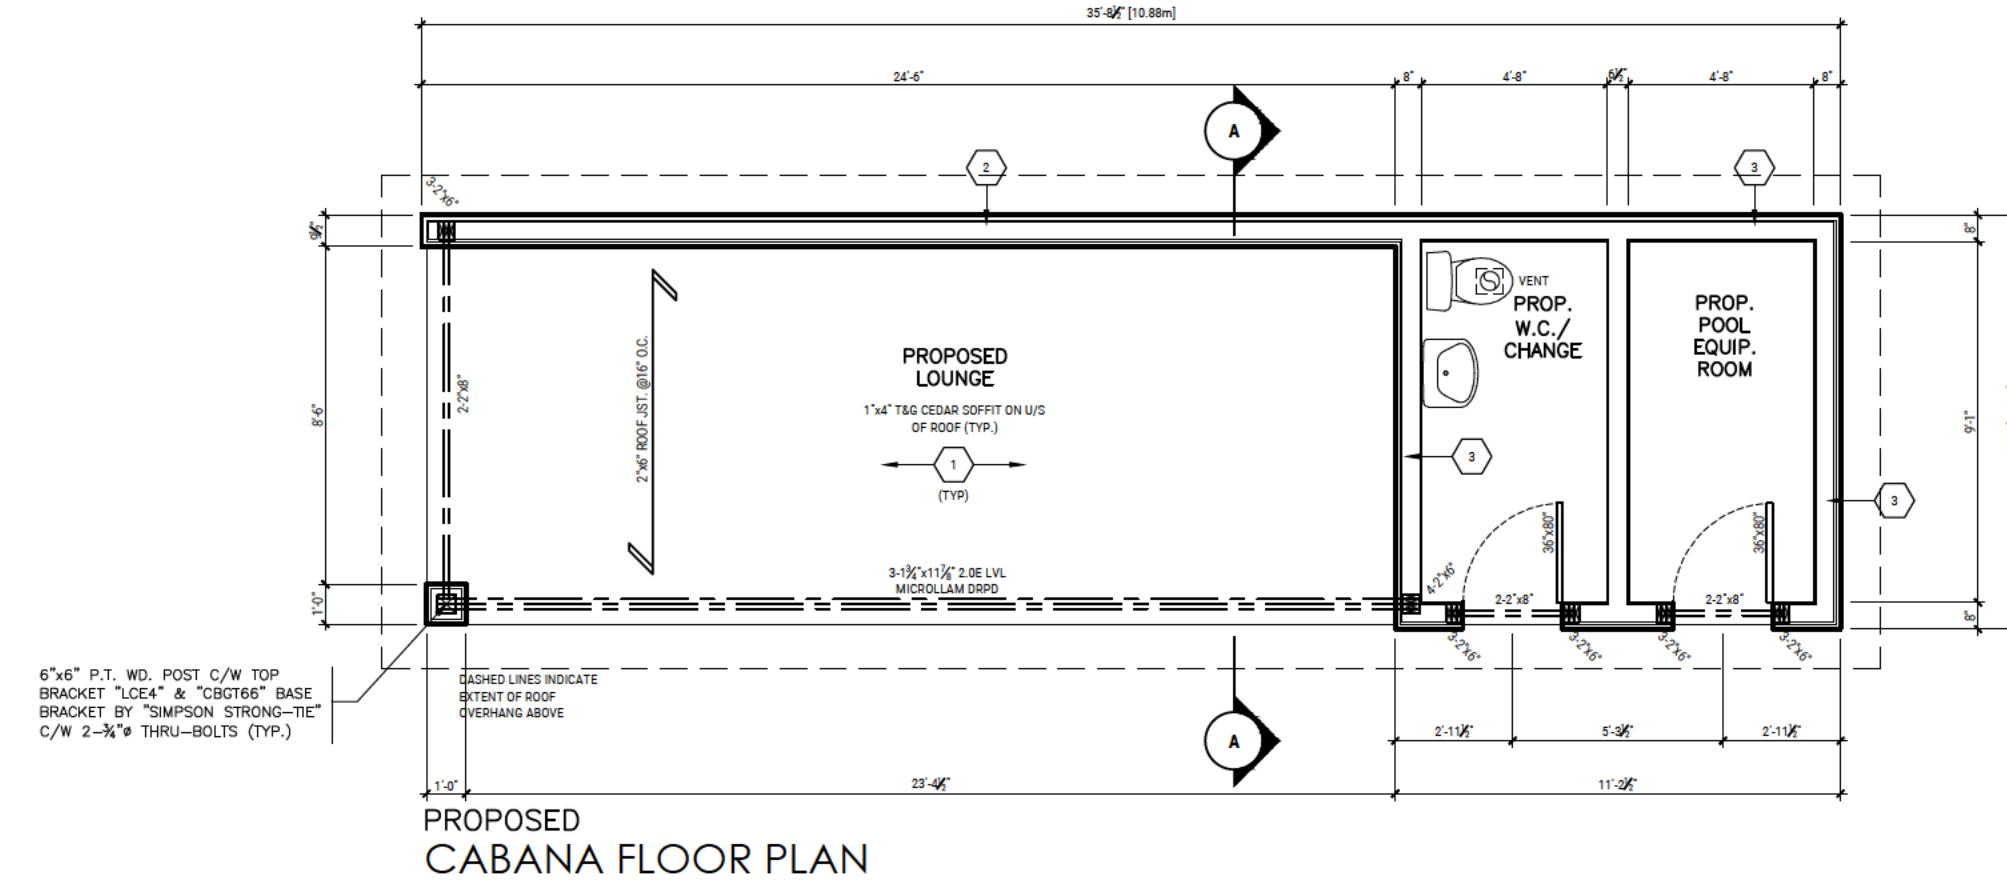 35'-8½" [10.88m]
24'-6"
8"
4'-8"
6½"
4'-8"
8"
A
2
3
3-2"x6"
9½"
8"
VENT
PROP.
W.C./
CHANGE
PROP.
POOL
EQUIP.
ROOM
PROPOSED
LOUNGE
1"x4" T&G CEDAR SOFFIT ON U/S
OF ROOF (TYP.)
1
(TYP)
2"x6" ROOF JST. @16" O.C.
2-2"x8"
8'-6"
9'-1"
3
3
36"x80"
36"x80"
3-1¾"x11⅞" 2.0E LVL
MICROLLAM DRPD
4-2"x6"
2-2"x8"
2-2"x8"
1'-0"
8"
3-2"x6"
3-2"x6"
3-2"x6"
3-2"x6"
6"x6" P.T. WD. POST C/W TOP
BRACKET "LCE4" & "CBGT66" BASE
BRACKET BY "SIMPSON STRONG-TIE"
C/W 2-¾"ø THRU-BOLTS (TYP.)
DASHED LINES INDICATE
EXTENT OF ROOF
OVERHANG ABOVE
A
2'-11½"
5'-3½"
2'-11½"
1'-0"
23'-4½"
11'-2½"
PROPOSED
CABANA FLOOR PLAN